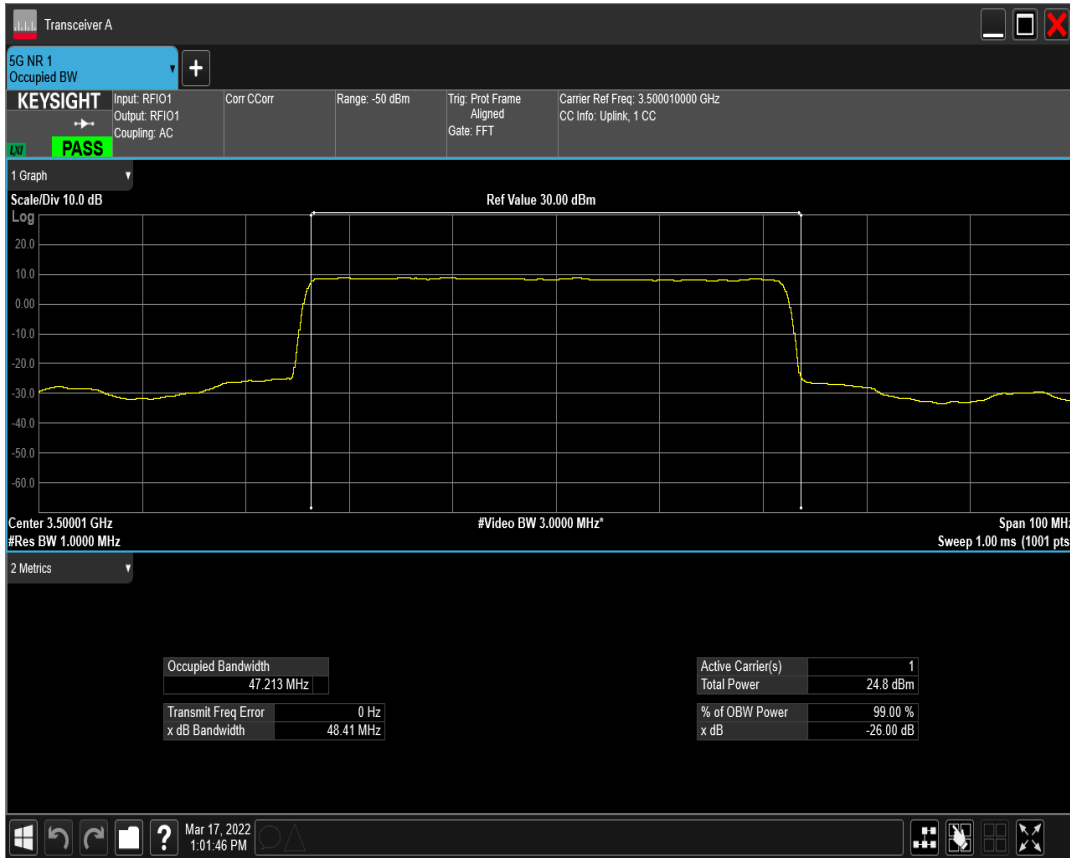 Transceiver A
5G NR 1
Occupied BW
+
KEYSIGHT
LXI
PASS
Input: RFIO1
Output: RFIO1
Coupling: AC
Corr CCorr
Range: -50 dBm
Trig: Prot Frame
Aligned
Gate: FFT
Carrier Ref Freq: 3.500010000 GHz
CC Info: Uplink, 1 CC
1 Graph
Scale/Div 10.0 dB
Ref Value 30.00 dBm
Log
20.0
10.0
0.00
-10.0
-20.0
-30.0
-40.0
-50.0
-60.0
Center 3.50001 GHz
#Video BW 3.0000 MHz*
Span 100 MHz
#Res BW 1.0000 MHz
Sweep 1.00 ms (1001 pts
2 Metrics
Occupied Bandwidth
47.213 MHz
Transmit Freq Error 0 Hz
x dB Bandwidth 48.41 MHz
Active Carrier(s) 1
Total Power 24.8 dBm
% of OBW Power 99.00 %
x dB -26.00 dB
?
Mar 17, 2022
1:01:46 PM